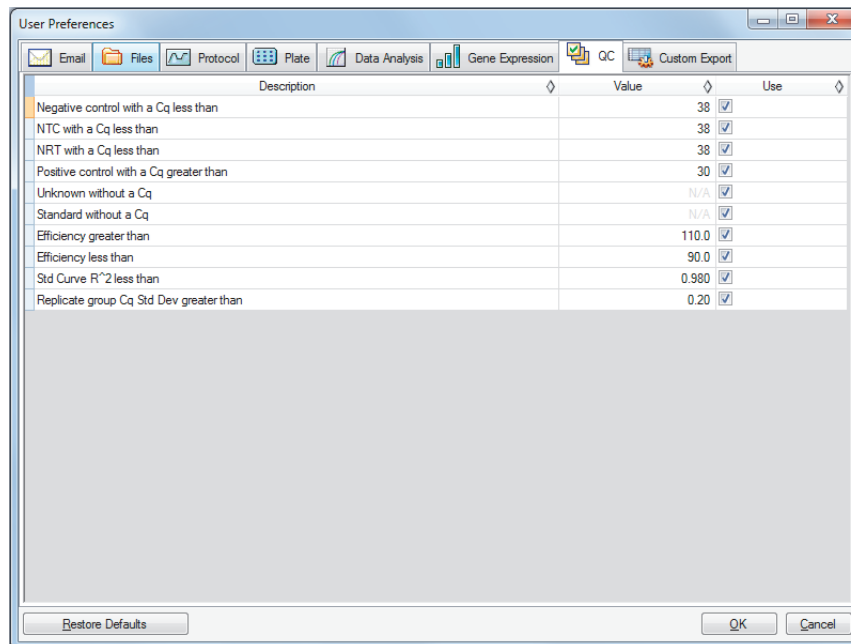 User Preferences
Email Files Protocol Plate Data Analysis Gene Expression QC Custom Export
Description Value Use
Negative control with a Cq less than 38
NTC with a Cq less than 38
NRT with a Cq less than 38
Positive control with a Cq greater than 30
Unknown without a Cq N/A
Standard without a Cq N/A
Efficiency greater than 110.0
Efficiency less than 90.0
Std Curve R^2 less than 0.980
Replicate group Cq Std Dev greater than 0.20
Restore Defaults OK Cancel